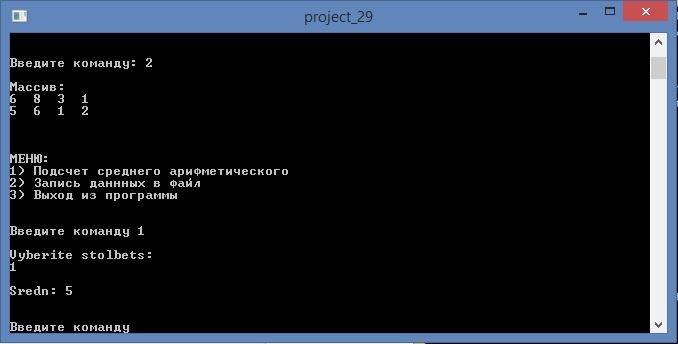 project_29
Введите команду: 2
Массив:
6 8 3 1
5 6 1 2
МЕНЮ:
1) Подсчет среднего арифметического
2) Запись даннных в файл
3) Выход из программы
Введите команду 1
Vyberite stolbets:
1
Sredn: 5
Введите команду